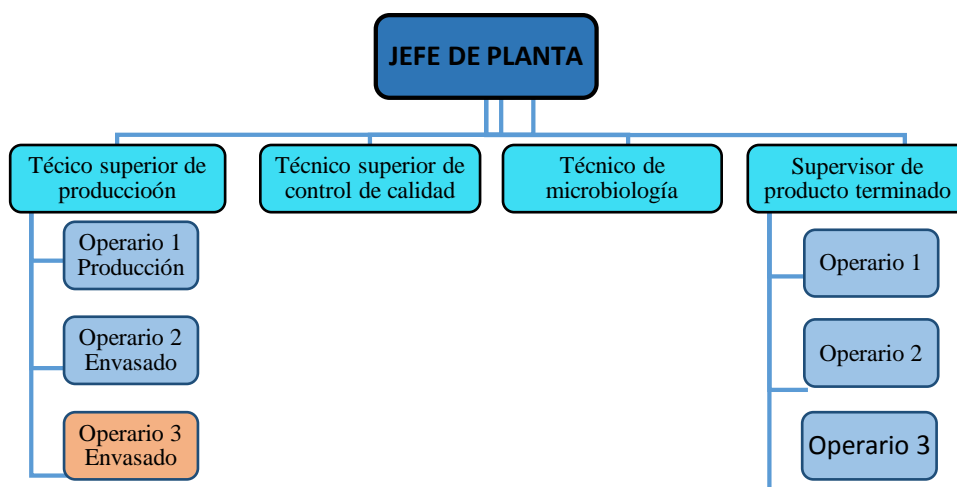 JEFE DE PLANTA
Técico superior de
produccioón
Técnico superior de
control de calidad
Técnico de
microbiología
Supervisor de
producto terminado
Operario 1
Producción
Operario 2
Envasado
Operario 3
Envasado
Operario 1
Operario 2
Operario 3